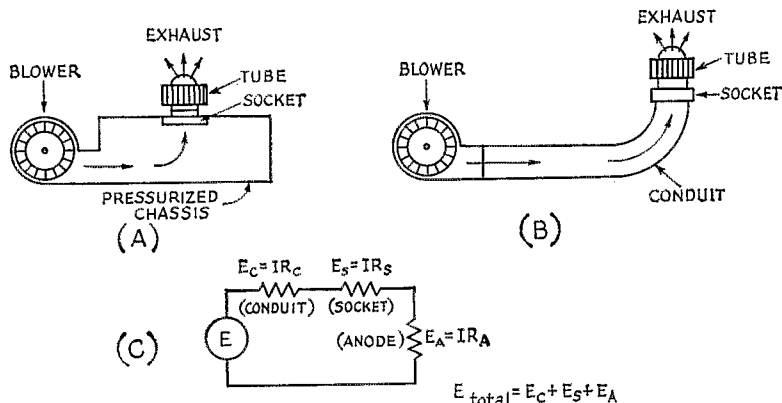 EXHAUST
BLOWER
TUBE
SOCKET
PRESSURIZED
CHASSIS
(A)
EXHAUST
BLOWER
TUBE
SOCKET
CONDUIT
(B)
E_C=IR_C
E_S=IR_S
(CONDUIT)
(SOCKET)
E
(ANODE)
E_A=IR_A
(C)
E_total=E_C+E_S+E_A